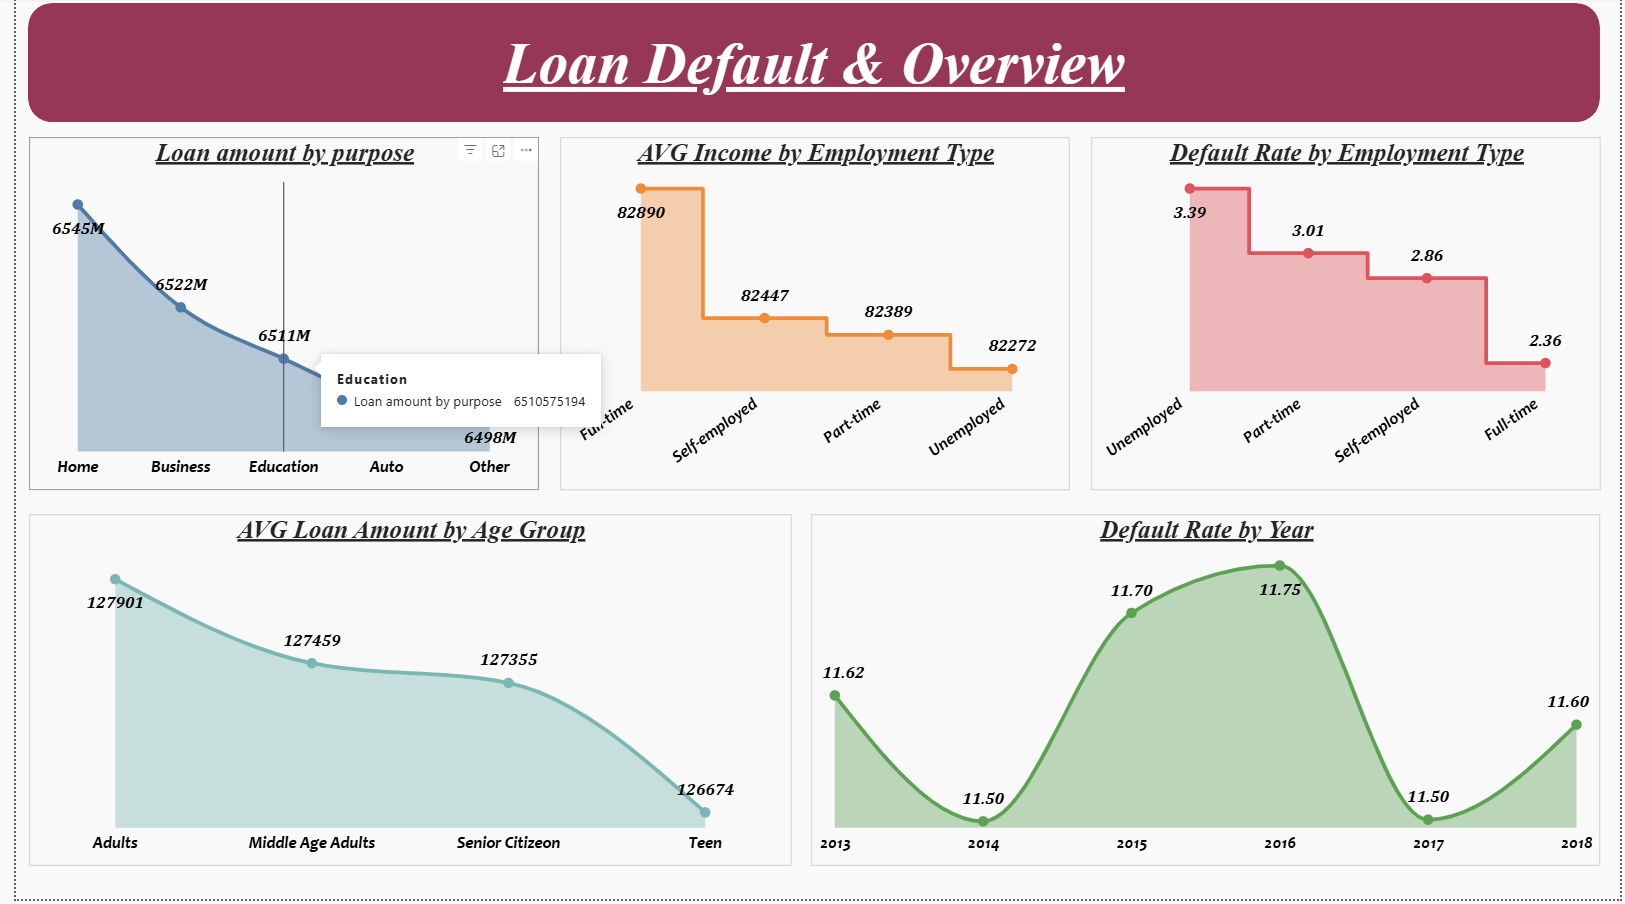 Loan Default & Overview
Loan amount by purpose
6545M
6522M
6511M
6498M
Education
Loan amount by purpose 6510575194
Home Business Education Auto Other
AVG Income by Employment Type
82890
82447
82389
82272
Full-time Self-employed Part-time Unemployed
Default Rate by Employment Type
3.39
3.01
2.86
2.36
Unemployed Part-time Self-employed Full-time
AVG Loan Amount by Age Group
127901
127459
127355
126674
Adults Middle Age Adults Senior Citizeon Teen
Default Rate by Year
11.62
11.50
11.70
11.75
11.50
11.60
2013 2014 2015 2016 2017 2018